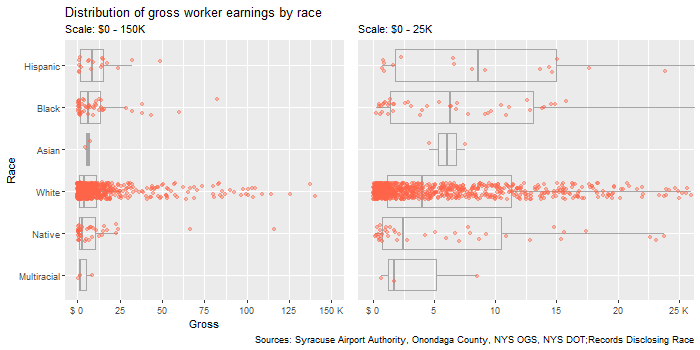 Distribution of gross worker earnings by race
Scale: $0 - 150K
Scale: $0 - 25K
Race
Hispanic
Black
Asian
White
Native
Multiracial
$ 0 25 50 75 100 125 150 K
$ 0 5 10 15 20 25 K
Gross
Sources: Syracuse Airport Authority, Onondaga County, NYS OGS, NYS DOT;Records Disclosing Race